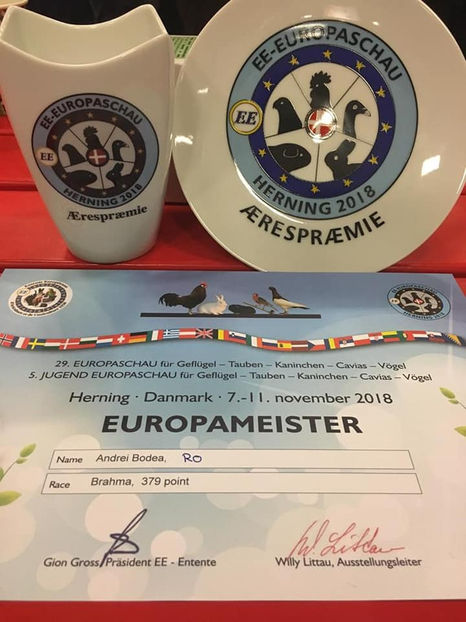 EE-EUROPASCHAU
EE
HERNING 2018
Ærespræmie
EE-EUROPASCHAU
EE
HERNING 2018
ÆRESPRÆMIE
29. EUROPASCHAU für Geflügel – Tauben – Kaninchen – Cavias – Vögel
5. JUGEND EUROPASCHAU für Geflügel – Tauben – Kaninchen – Cavias – Vögel
Herning · Danmark · 7.-11. november 2018
EUROPAMEISTER
Name Andrei Bodea, RO
Race Brahma, 379 point
W. Littau
Gion Gross, Präsident EE - Entente
Willy Littau, Ausstellungsleiter